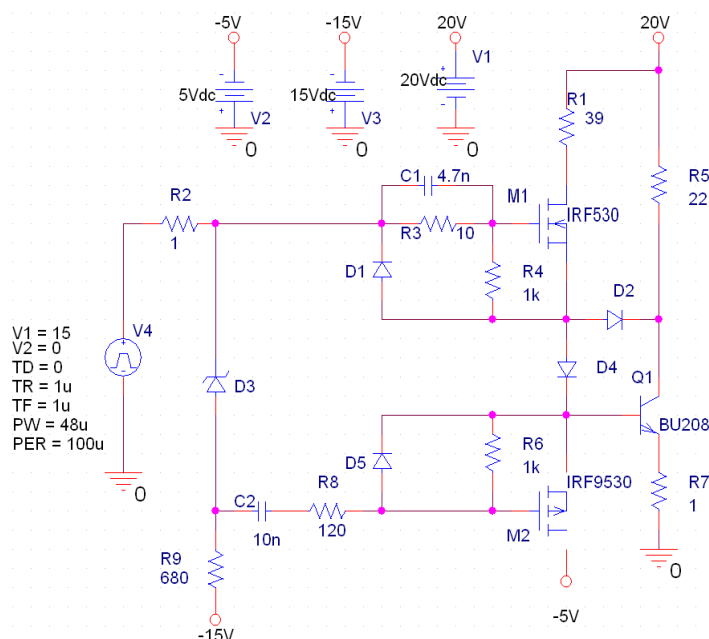 -5V
-15V
20V
20V
V1
5Vdc
15Vdc
20Vdc
V2
V3
0
0
0
R1
39
C1
4.7n
M1
R2
1
R3
10
IRF530
R5
22
D1
R4
1k
D2
V4
D4
V1 = 15
V2 = 0
TD = 0
TR = 1u
TF = 1u
PW = 48u
PER = 100u
D3
Q1
BU208
D5
R6
1k
R8
IRF9530
R7
1
0
C2
10n
120
M2
R9
680
0
-15V
-5V